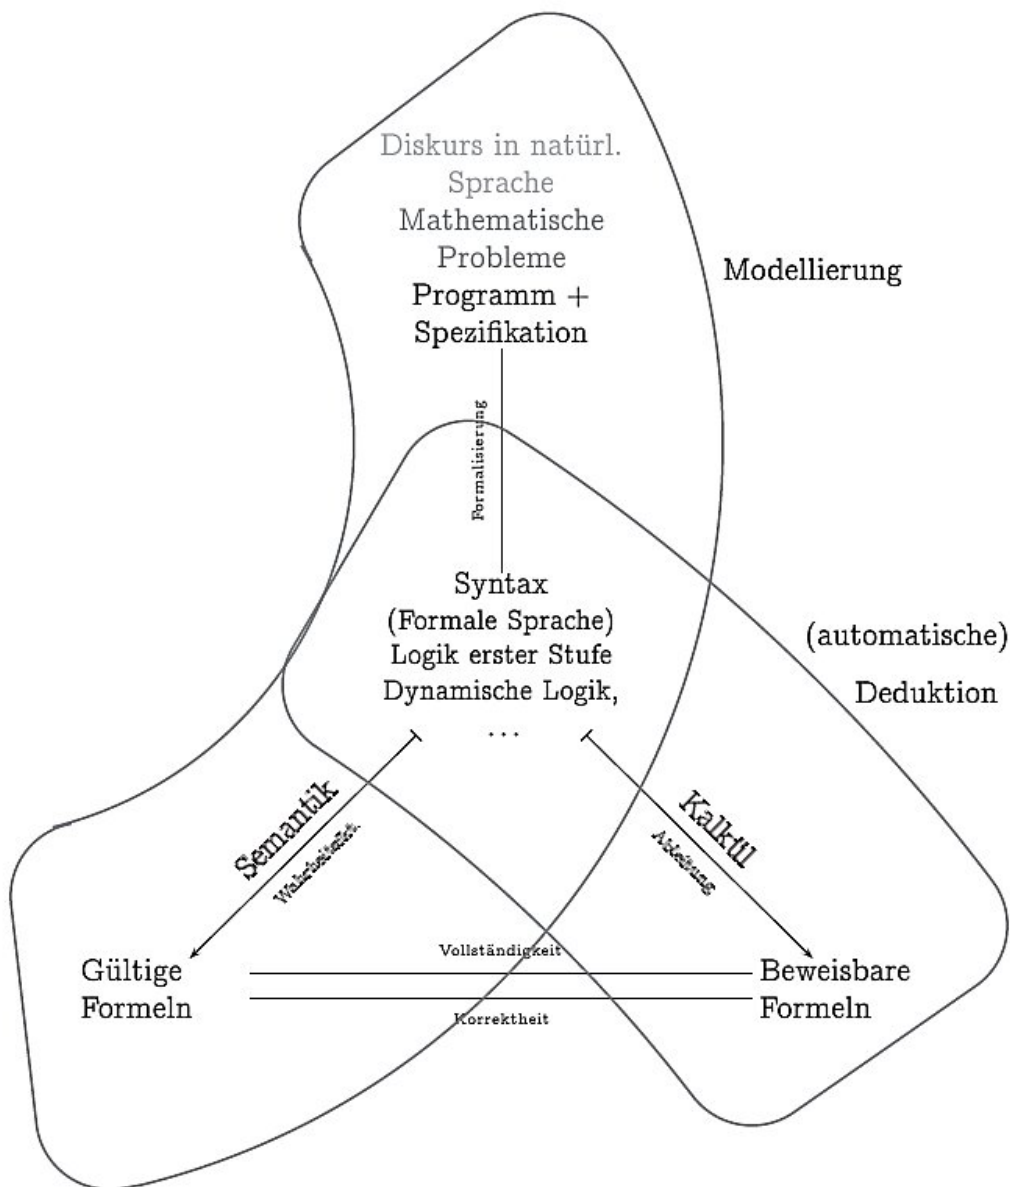 Diskurs in natürl.
Sprache
Mathematische
Probleme
Programm +
Spezifikation
Modellierung
Formalisierung
Syntax
(Formale Sprache)
Logik erster Stufe
Dynamische Logik,
...
(automatische)
Deduktion
Semantik
Kalkül
Ableitung
Vollständigkeit
Gültige
Formeln
Beweisbare
Formeln
Korrektheit